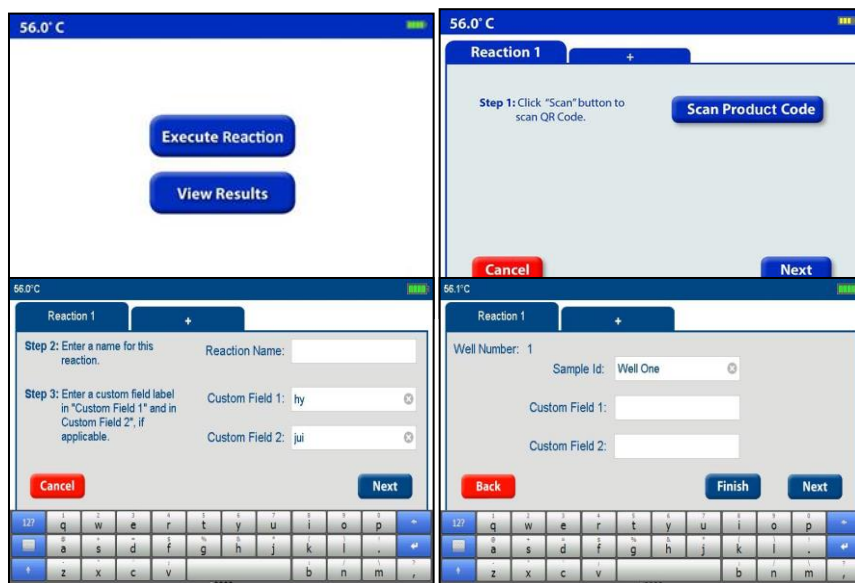 56.0° C
Execute Reaction
View Results
56.0° C
Reaction 1
+
Step 1: Click "Scan" button to
scan QR Code.
Scan Product Code
Cancel
Next
56.0°C
Reaction 1
+
Step 2: Enter a name for this
reaction.
Reaction Name:
Step 3: Enter a custom field label
in "Custom Field 1" and in
Custom Field 2", if
applicable.
Custom Field 1: hy
Custom Field 2: jui
Cancel
Next
12?
q w e r t y u i o p
a s d f g h j k l .
z x c v b n m ,
56.1°C
Reaction 1
+
Well Number: 1
Sample Id: Well One
Custom Field 1:
Custom Field 2:
Back
Finish
Next
12?
q w e r t y u i o p
a s d f g h j k l .
z x c v b n m ,